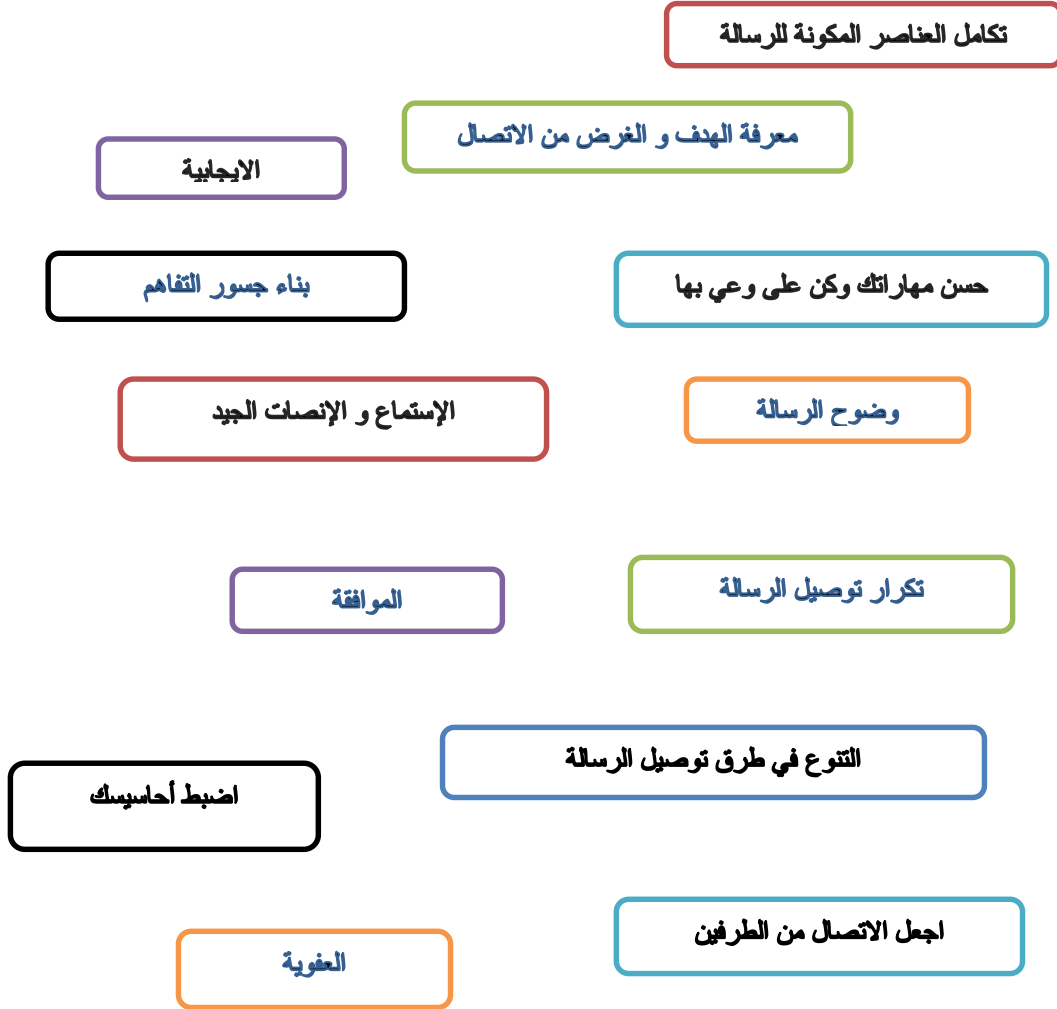 تكامل العناصر المكونة للرسالة
معرفة الهدف و الغرض من الاتصال
الايجابية
حسن مهاراتك وكن على وعي بها
بناء جسور التفاهم
وضوح الرسالة
الإستماع و الإنصات الجيد
تكرار توصيل الرسالة
الموافقة
التنوع في طرق توصيل الرسالة
اضبط أحاسيسك
اجعل الاتصال من الطرفين
العفوية